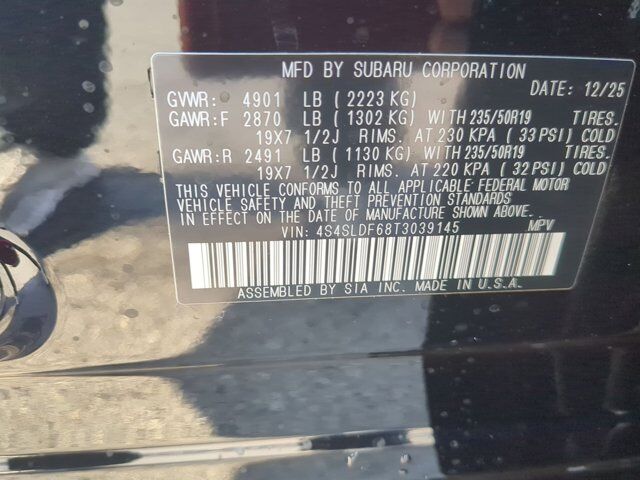 MFD BY SUBARU CORPORATION
DATE: 12/25
GVWR: 4901 LB (2223 KG)
GAWR:F 2870 LB (1302 KG) WITH 235/50R19 TIRES.
19X7 1/2J RIMS. AT 230 KPA (33 PSI) COLD
GAWR:R 2491 LB (1130 KG) WITH 235/50R19 TIRES.
19X7 1/2J RIMS. AT 220 KPA (32 PSI) COLD
THIS VEHICLE CONFORMS TO ALL APPLICABLE FEDERAL MOTOR
VEHICLE SAFETY AND THEFT PREVENTION STANDARDS
IN EFFECT ON THE DATE OF MANUFACTURE SHOWN ABOVE.
VIN: 4S4SLDF68T3039145 MPV
ASSEMBLED BY SIA INC. MADE IN U.S.A.